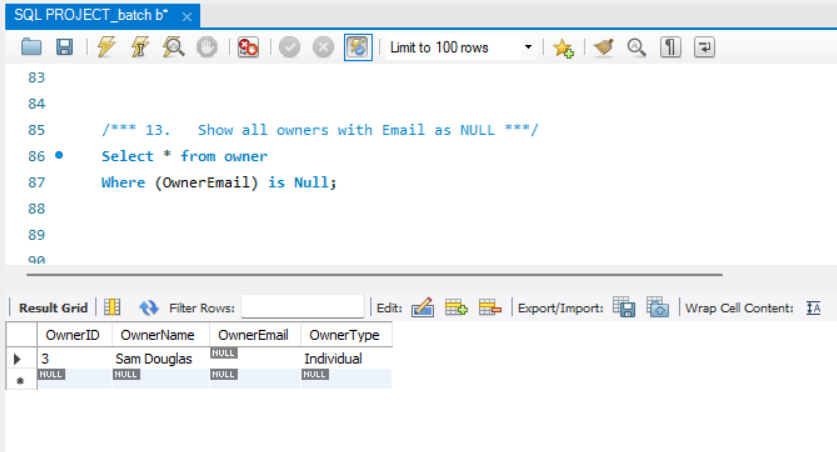 SQL PROJECT_batch b*
Limit to 100 rows
83
84
85 /*** 13. Show all owners with Email as NULL ***/
86 Select * from owner
87 Where (OwnerEmail) is Null;
88
89
90
Result Grid Filter Rows: Edit: Export/Import: Wrap Cell Content: IA
OwnerID OwnerName OwnerEmail OwnerType
3 Sam Douglas NULL Individual
NULL NULL NULL NULL